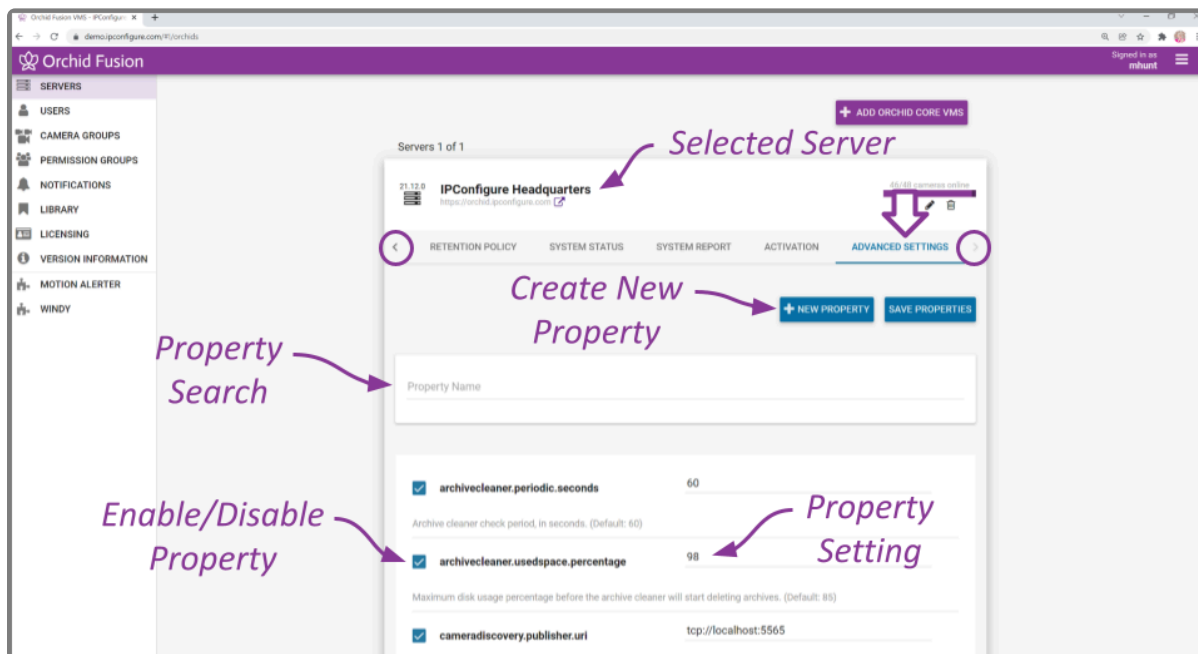 Orchid Fusion VMS - IPConfigur
demo.ipconfigure.com/#!/orchids
Orchid Fusion
Signed in as
mhunt
SERVERS
USERS
CAMERA GROUPS
PERMISSION GROUPS
NOTIFICATIONS
LIBRARY
LICENSING
VERSION INFORMATION
MOTION ALERTER
WINDY
ADD ORCHID CORE VMS
Servers 1 of 1
Selected Server
21.12.0
IPConfigure Headquarters
https://orchid.ipconfigure.com
46/48 cameras online
RETENTION POLICY
SYSTEM STATUS
SYSTEM REPORT
ACTIVATION
ADVANCED SETTINGS
Create New
Property
NEW PROPERTY
SAVE PROPERTIES
Property
Search
Property Name
archivecleaner.periodic.seconds
60
Archive cleaner check period, in seconds. (Default: 60)
Enable/Disable
Property
Property
Setting
archivecleaner.usedspace.percentage
98
Maximum disk usage percentage before the archive cleaner will start deleting archives. (Default: 85)
cameradiscovery.publisher.uri
tcp://localhost:5565